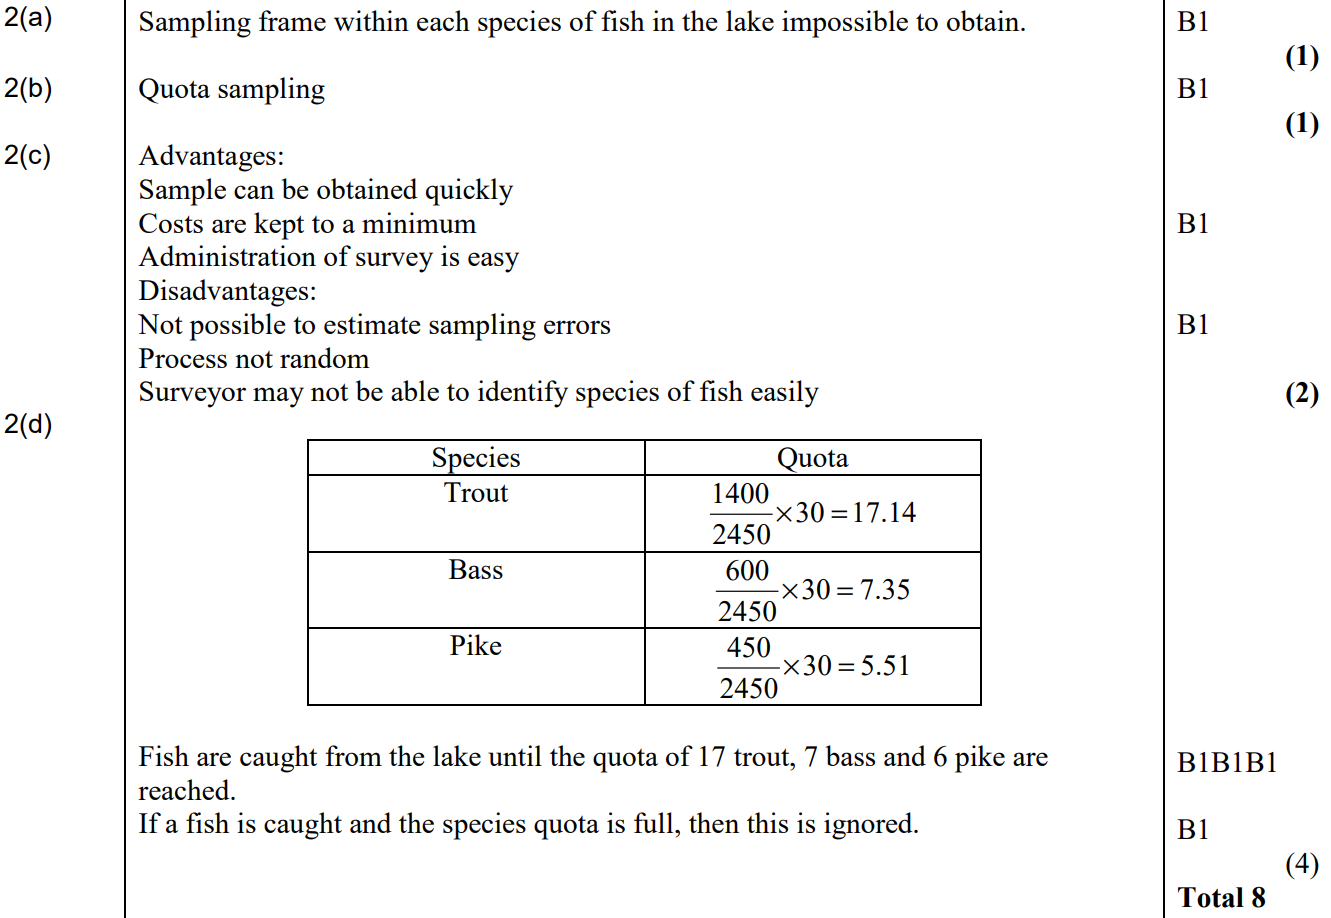 2(a) Sampling frame within each species of fish in the lake impossible to obtain. B1
(1)
2(b) Quota sampling B1
(1)
2(c) Advantages:
Sample can be obtained quickly
Costs are kept to a minimum B1
Administration of survey is easy
Disadvantages:
Not possible to estimate sampling errors B1
Process not random
Surveyor may not be able to identify species of fish easily (2)
2(d)
Species Quota
Trout 1400/2450 ×30 = 17.14
Bass 600/2450 ×30 = 7.35
Pike 450/2450 ×30 = 5.51
Fish are caught from the lake until the quota of 17 trout, 7 bass and 6 pike are B1B1B1
reached.
If a fish is caught and the species quota is full, then this is ignored. B1
(4)
Total 8